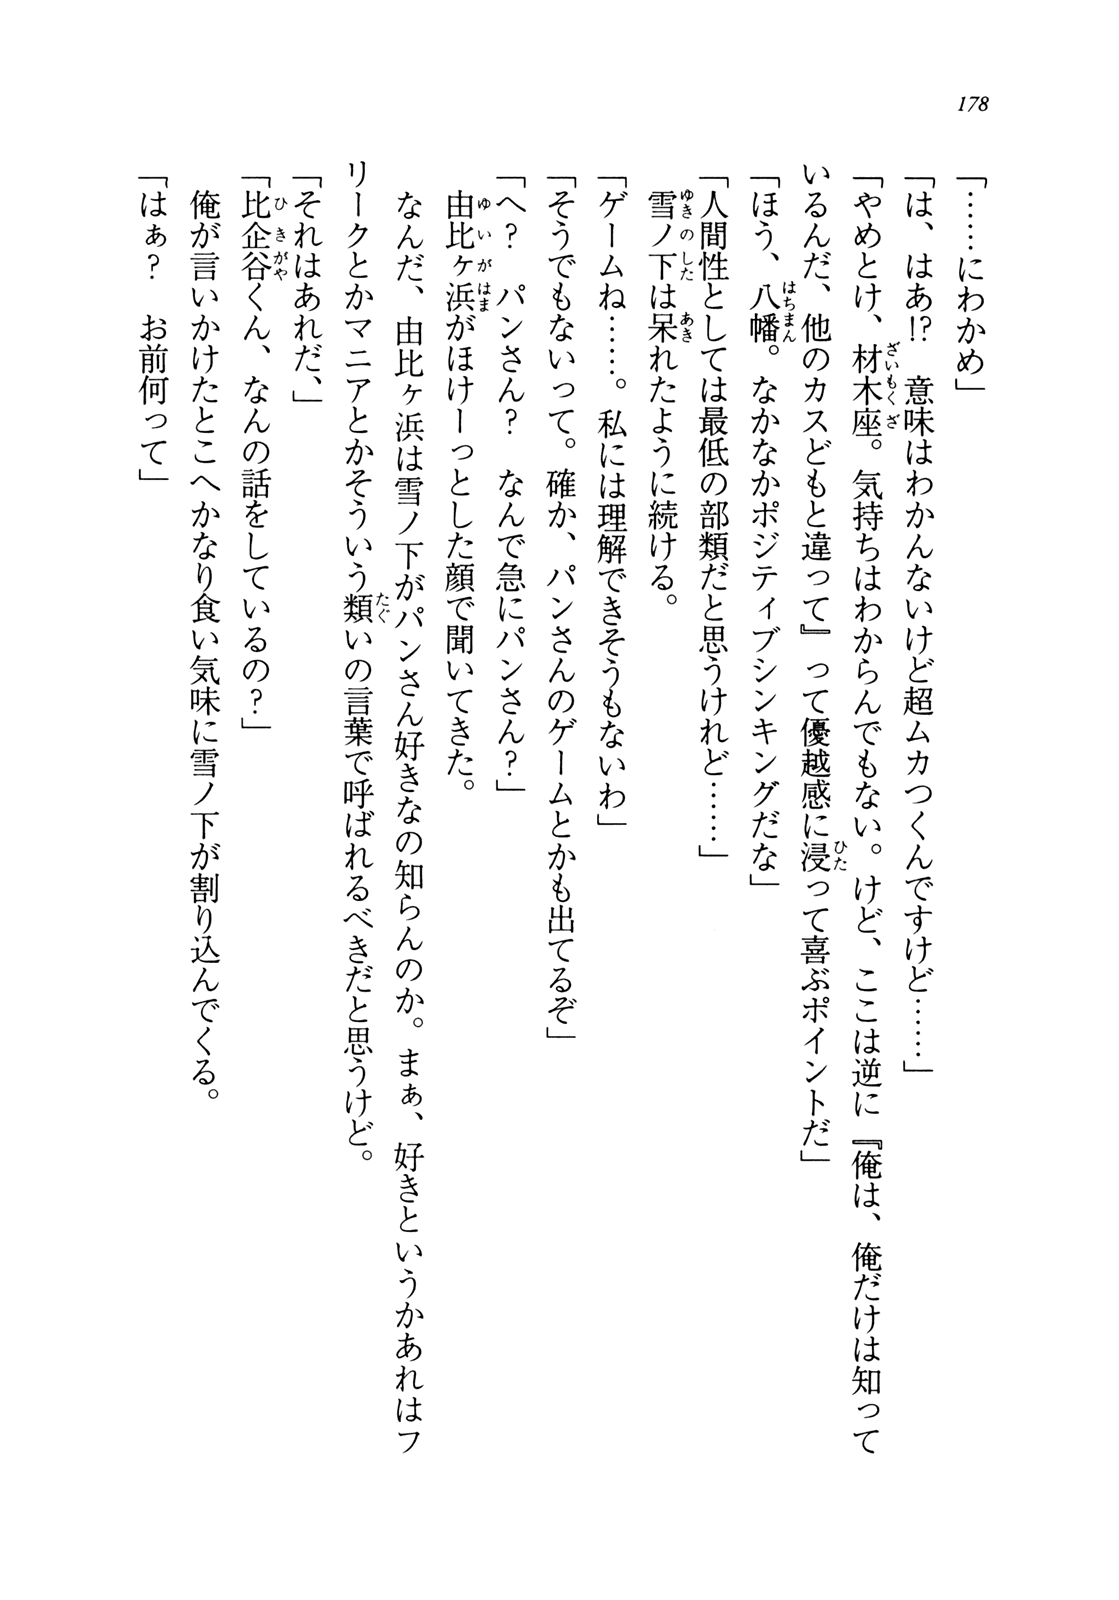 178
「……にわかめ」
「は、はあ!?　意味はわかんないけど超ムカつくんですけど……」
「やめとけ、材木座。気持ちはわからんでもない。けど、ここは逆に『俺は、俺だけは知って
いるんだ、他のカスどもと違って』って優越感に浸って喜ぶポイントだ」
「ほう、八幡。なかなかポジティブシンキングだな」
「人間性としては最低の部類だと思うけれど……」
雪ノ下は呆れたように続ける。
「ゲームね……。私には理解できそうもないわ」
「そうでもないって。確か、パンさんのゲームとかも出てるぞ」
「へ？　パンさん？　なんで急にパンさん？」
由比ヶ浜がほけーっとした顔で聞いてきた。
なんだ、由比ヶ浜は雪ノ下がパンさん好きなの知らんのか。まぁ、好きというかあれはフ
リークとかマニアとかそういう類いの言葉で呼ばれるべきだと思うけど。
「それはあれだ、」
「比企谷くん、なんの話をしているの？」
俺が言いかけたとこへかなり食い気味に雪ノ下が割り込んでくる。
「はぁ？　お前何って」